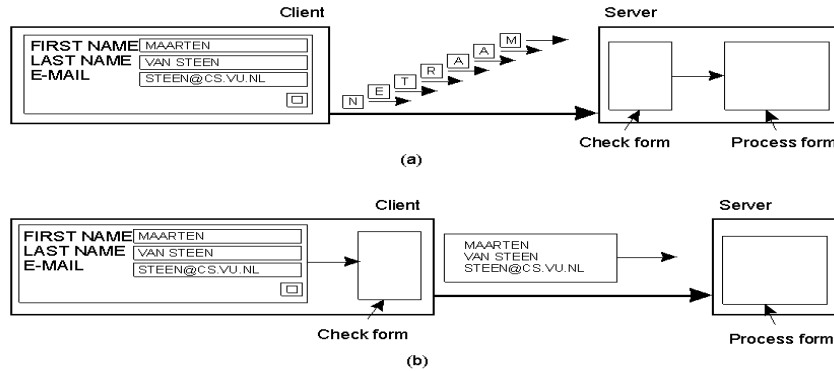 Client Server
FIRST NAME MAARTEN
LAST NAME VAN STEEN
E-MAIL STEEN@CS.VU.NL
N E T R A A M
Check form Process form
(a)
Client Server
FIRST NAME MAARTEN
LAST NAME VAN STEEN
E-MAIL STEEN@CS.VU.NL
MAARTEN
VAN STEEN
STEEN@CS.VU.NL
Check form Process form
(b)